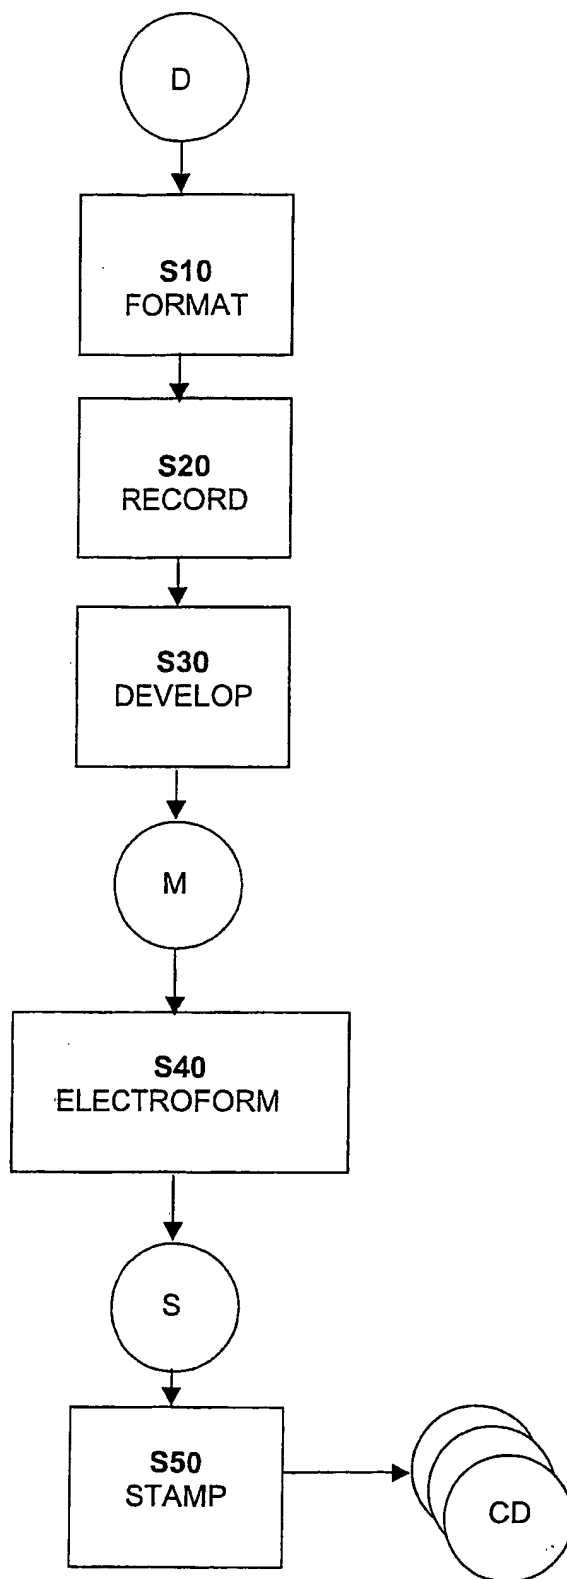 D
S10
FORMAT
S20
RECORD
S30
DEVELOP
M
S40
ELECTROFORM
S
S50
STAMP
CD